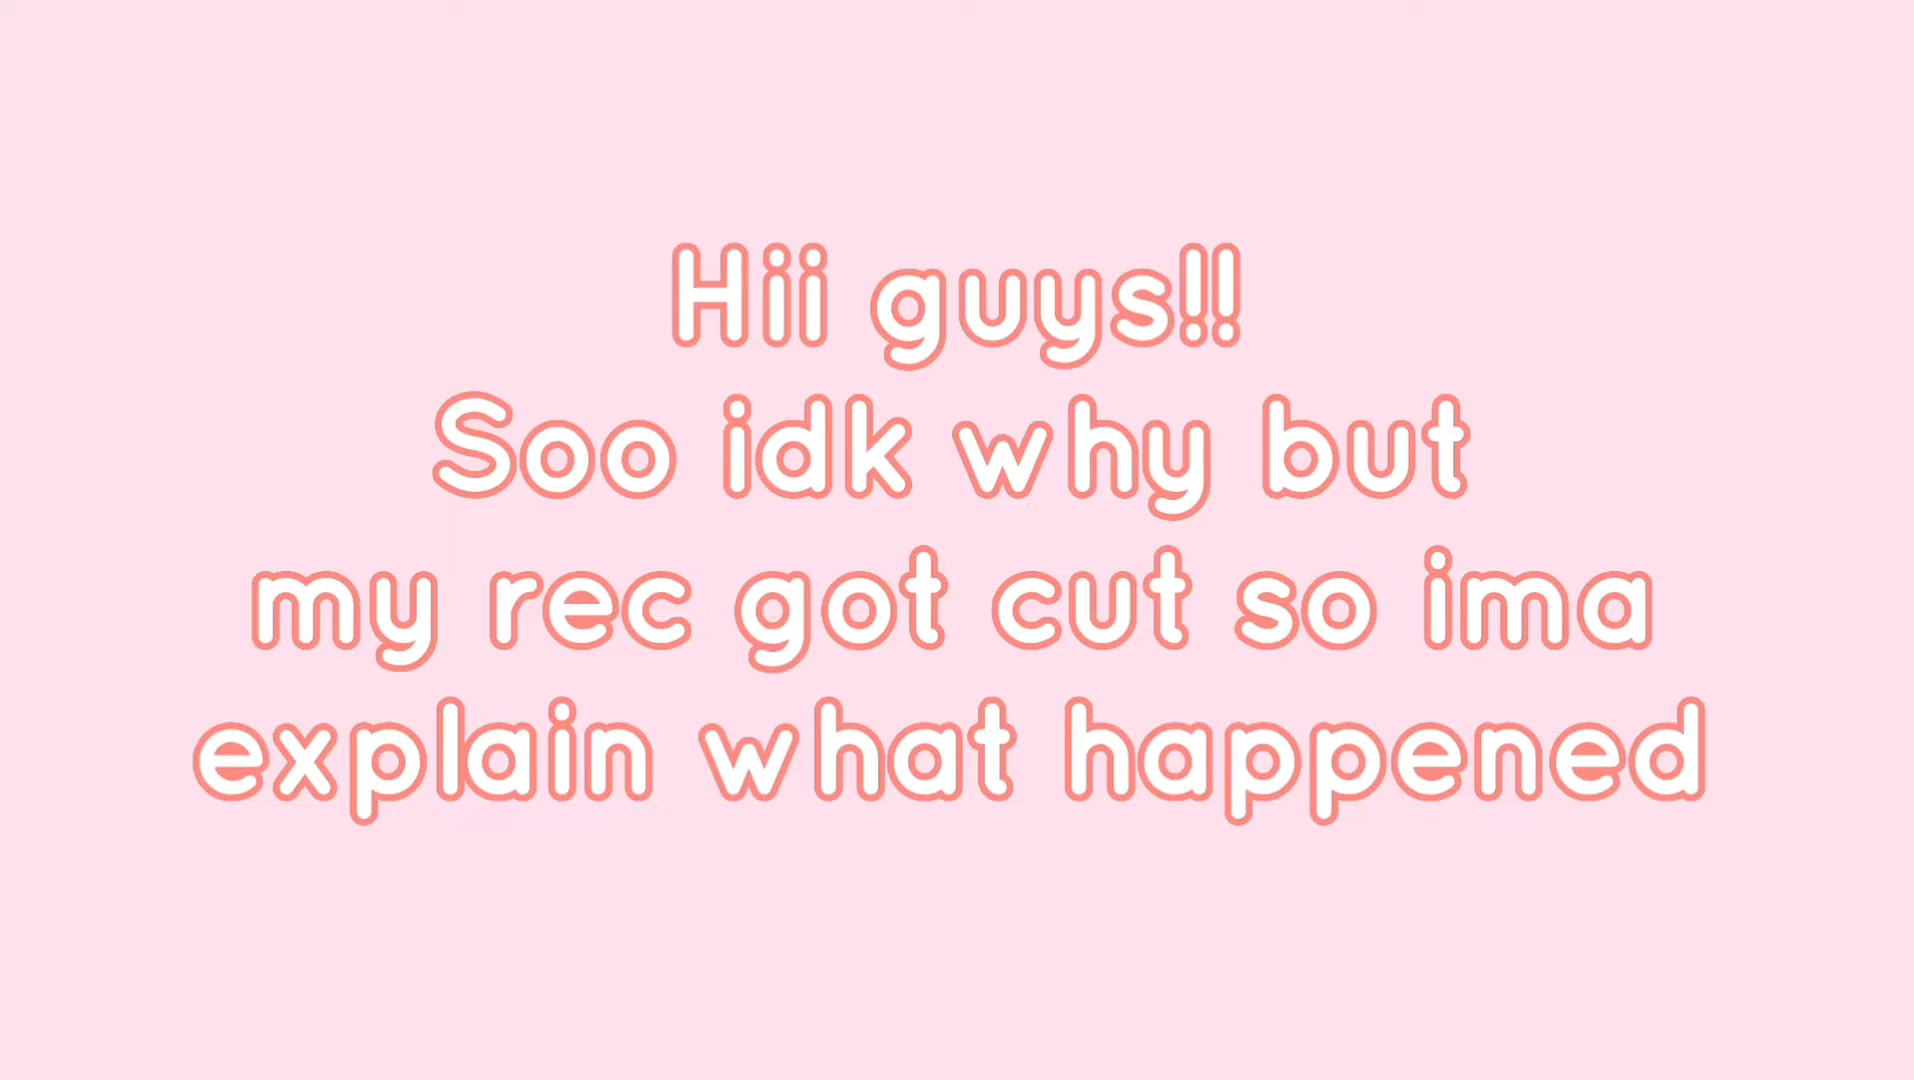 Hii guys!!
Soo idk why but
my rec got cut so ima
explain what happened